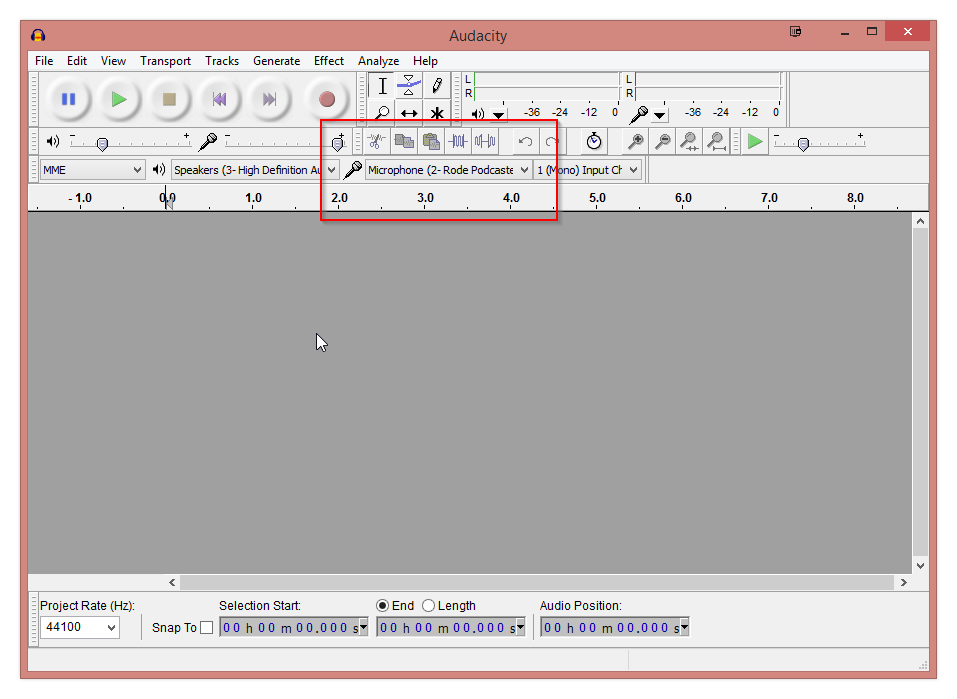 Audacity
File Edit View Transport Tracks Generate Effect Analyze Help
L
R
-36 -24 -12 0
L
R
-36 -24 -12 0
- + - + - +
MME Speakers (3- High Definition Au Microphone (2- Rode Podcaste 1 (Mono) Input Ch
- 1.0 0.0 1.0 2.0 3.0 4.0 5.0 6.0 7.0 8.0
Project Rate (Hz): Selection Start: End Length Audio Position:
44100 Snap To 00 h 00 m 00.000 s 00 h 00 m 00.000 s 00 h 00 m 00.000 s